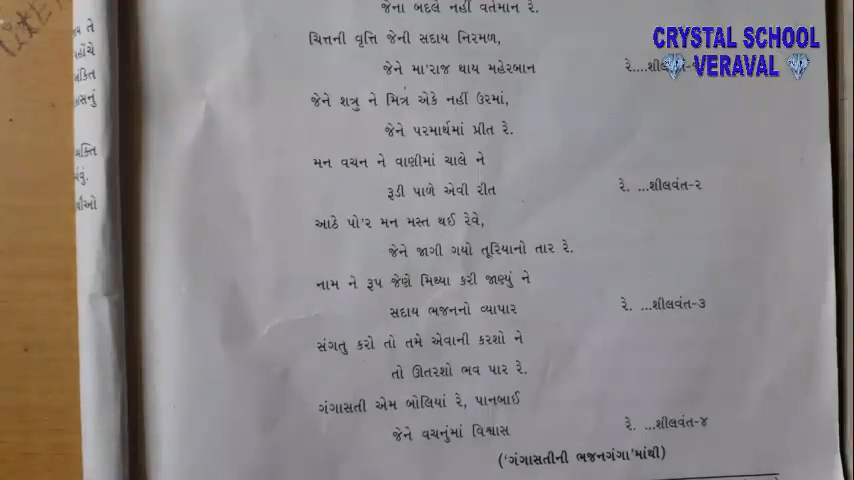 જેના બદલે નહીં વર્તમાન રે.
ચિત્તની વૃત્તિ જેની સદાય નિરમળ,
જેને મા'રાજ થાય મહેરબાન રે....શીલ
જેને શત્રુ ને મિત્ર એકે નહીં ઉરમાં,
જેને પરમાર્થમાં પ્રીત રે.
મન વચન ને વાણીમાં ચાલે ને
રૂડી પાળે એવી રીત રે. ...શીલવંત-૨
આઠે પો'ર મન મસ્ત થઈ રેવે,
જેને જાગી ગયો તૂરિયાનો તાર રે.
નામ ને રૂપ જેણે મિથ્યા કરી જાણ્યું ને
સદાય ભજનનો વ્યાપાર રે. ...શીલવંત-૩
સંગતુ કરો તો તમે એવાની કરશો ને
તો ઊતરશો ભવ પાર રે.
ગંગાસતી એમ બોલિયાં રે, પાનબાઈ
જેને વચનુંમાં વિશ્વાસ રે. ...શીલવંત-૪
('ગંગાસતીની ભજનગંગા'માંથી)
CRYSTAL SCHOOL
VERAVAL